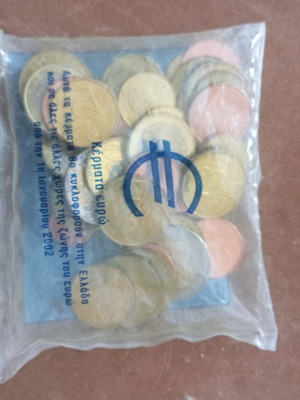 Κέρματα ευρώ
€
Αυτά τα κέρματα θα κυκλοφορούν στην Ελλάδα
και σε όλες τις άλλες χώρες της ζώνης του ευρώ
από την 1η Ιανουαρίου 2002